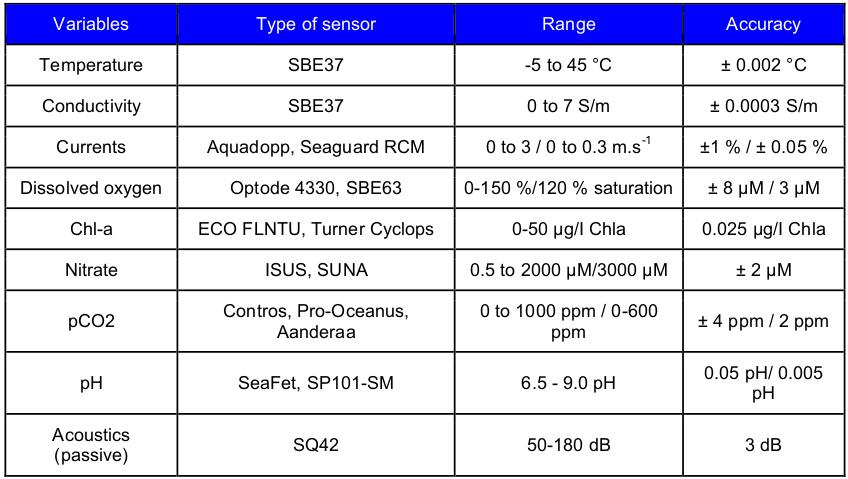 Variables Type of sensor Range Accuracy
Temperature SBE37 -5 to 45 °C ± 0.002 °C
Conductivity SBE37 0 to 7 S/m ± 0.0003 S/m
Currents Aquadopp, Seaguard RCM 0 to 3 / 0 to 0.3 m.s-1 ±1 % / ± 0.05 %
Dissolved oxygen Optode 4330, SBE63 0-150 %/120 % saturation ± 8 µM / 3 µM
Chl-a ECO FLNTU, Turner Cyclops 0-50 µg/l Chla 0.025 µg/l Chla
Nitrate ISUS, SUNA 0.5 to 2000 µM/3000 µM ± 2 µM
pCO2 Contros, Pro-Oceanus,
Aanderaa 0 to 1000 ppm / 0-600
ppm ± 4 ppm / 2 ppm
pH SeaFet, SP101-SM 6.5 - 9.0 pH 0.05 pH/ 0.005
pH
Acoustics
(passive) SQ42 50-180 dB 3 dB